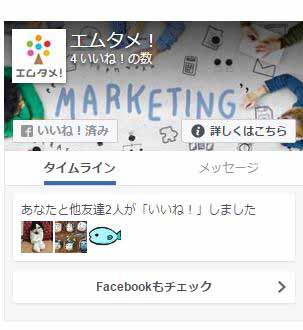 エムタメ！
4 いいね！の数
エムタメ！
"MARKETING"
いいね！済み
詳しくはこちら
タイムライン
メッセージ
あなたと他友達2人が「いいね！」しました
Facebookもチェック